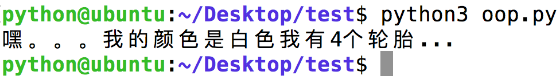 python@ubuntu:~/Desktop/test$ python3 oop.py
嘿。。。我的颜色是白色我有4个轮胎...
python@ubuntu:~/Desktop/test$